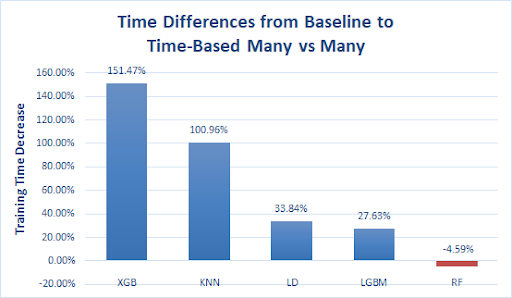 Time Differences from Baseline to
Time-Based Many vs Many
Training Time Decrease
160.00%
140.00%
120.00%
100.00%
80.00%
60.00%
40.00%
20.00%
0.00%
-20.00%
151.47%
100.96%
33.84%
27.63%
-4.59%
XGB
KNN
LD
LGBM
RF